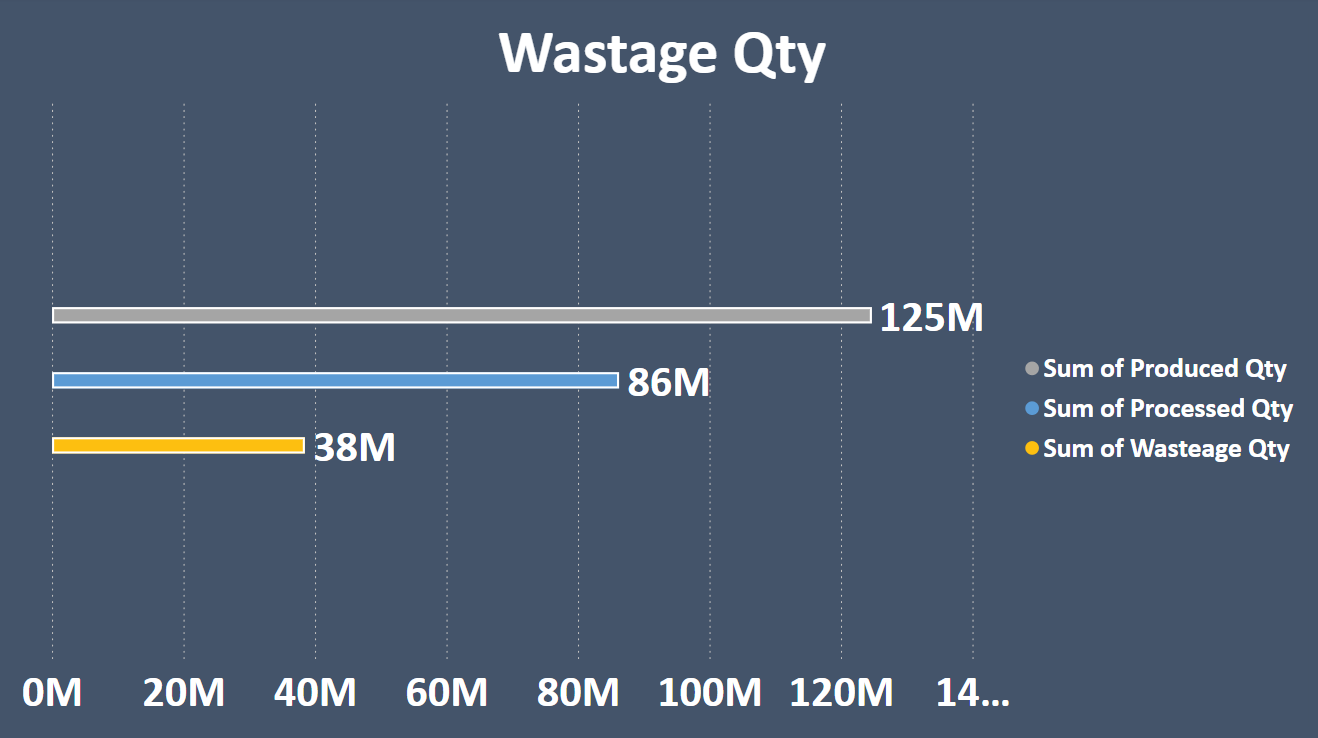 Wastage Qty
125M
86M
38M
Sum of Produced Qty
Sum of Processed Qty
Sum of Wasteage Qty
0M 20M 40M 60M 80M 100M 120M 14...